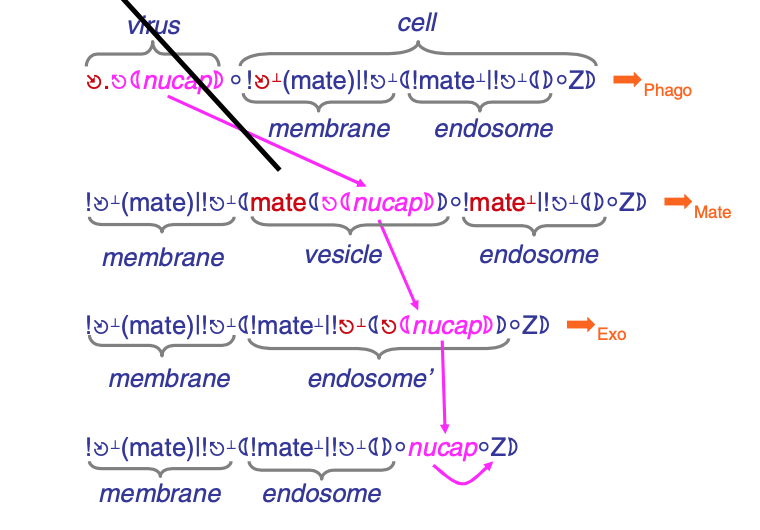 virus
cell
↘.⎋⦇nucap⦈ ∘ !↘⊥(mate)|!⎋⊥⦇!mate⊥|!⎋⊥⦇⦈∘Z⦈ ➡Phago
membrane
endosome
!↘⊥(mate)|!⎋⊥⦇mate⦇⎋⦇nucap⦈⦈∘!mate⊥|!⎋⊥⦇⦈∘Z⦈ ➡Mate
membrane
vesicle
endosome
!↘⊥(mate)|!⎋⊥⦇!mate⊥|!⎋⊥⦇⎋⦇nucap⦈⦈∘Z⦈ ➡Exo
membrane
endosome’
!↘⊥(mate)|!⎋⊥⦇!mate⊥|!⎋⊥⦇⦈∘nucap∘Z⦈
membrane
endosome